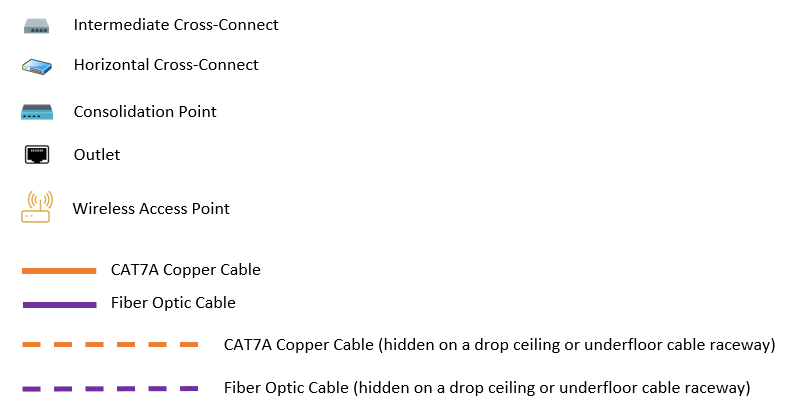 Intermediate Cross-Connect
Horizontal Cross-Connect
Consolidation Point
Outlet
Wireless Access Point
CAT7A Copper Cable
Fiber Optic Cable
CAT7A Copper Cable (hidden on a drop ceiling or underfloor cable raceway)
Fiber Optic Cable (hidden on a drop ceiling or underfloor cable raceway)